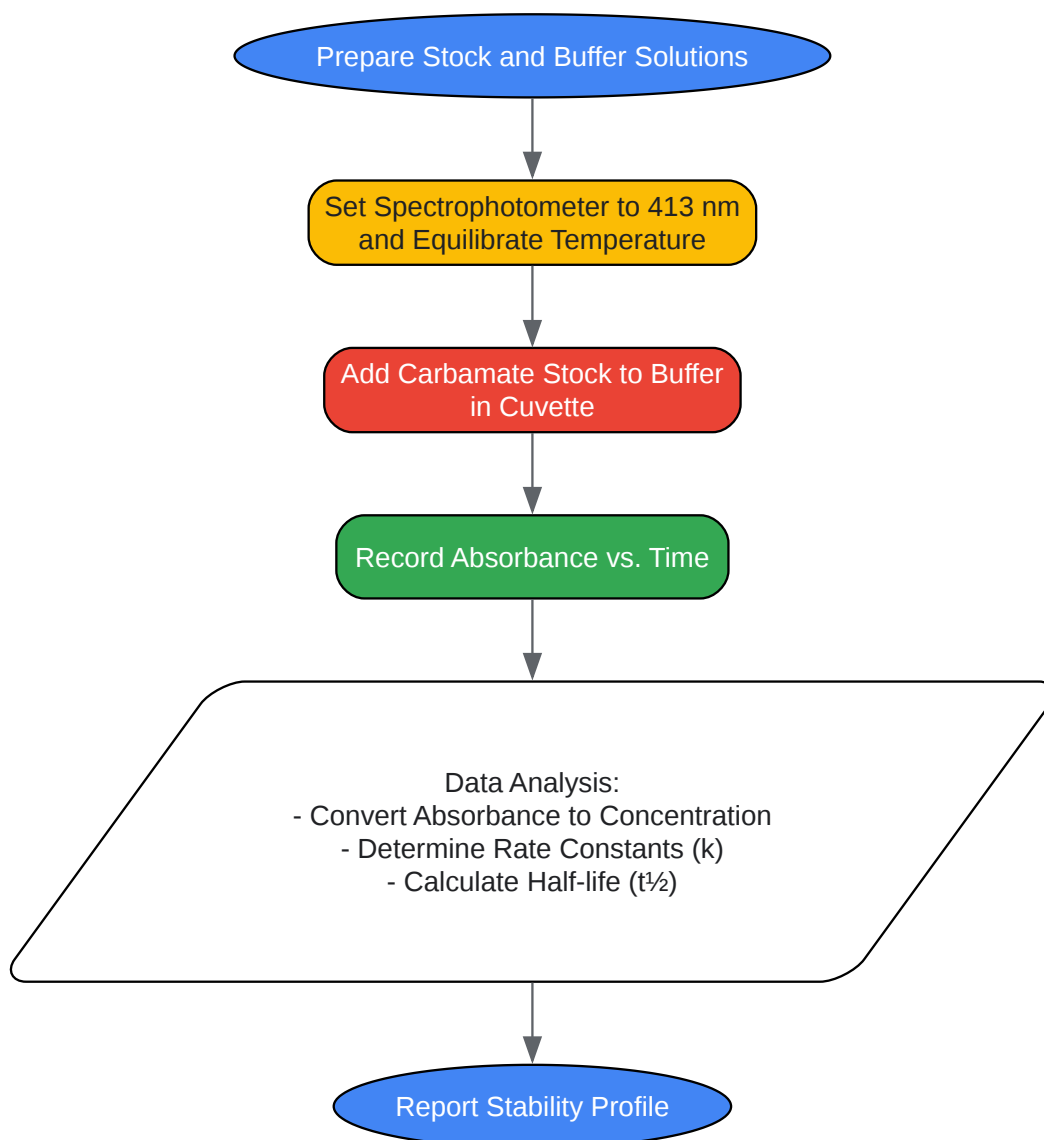 Prepare Stock and Buffer Solutions
Set Spectrophotometer to 413 nm
and Equilibrate Temperature
Add Carbamate Stock to Buffer
in Cuvette
Record Absorbance vs. Time
Data Analysis:
- Convert Absorbance to Concentration
- Determine Rate Constants (k)
- Calculate Half-life (t½)
Report Stability Profile